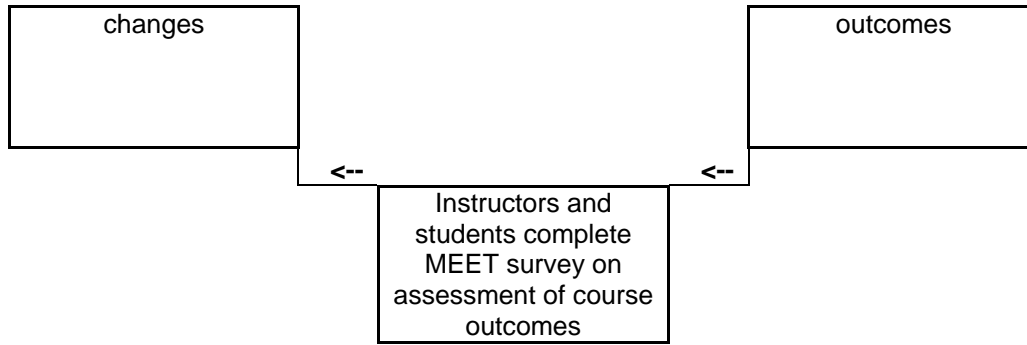 changes
outcomes
<--
<--
Instructors and
students complete
MEET survey on
assessment of course
outcomes